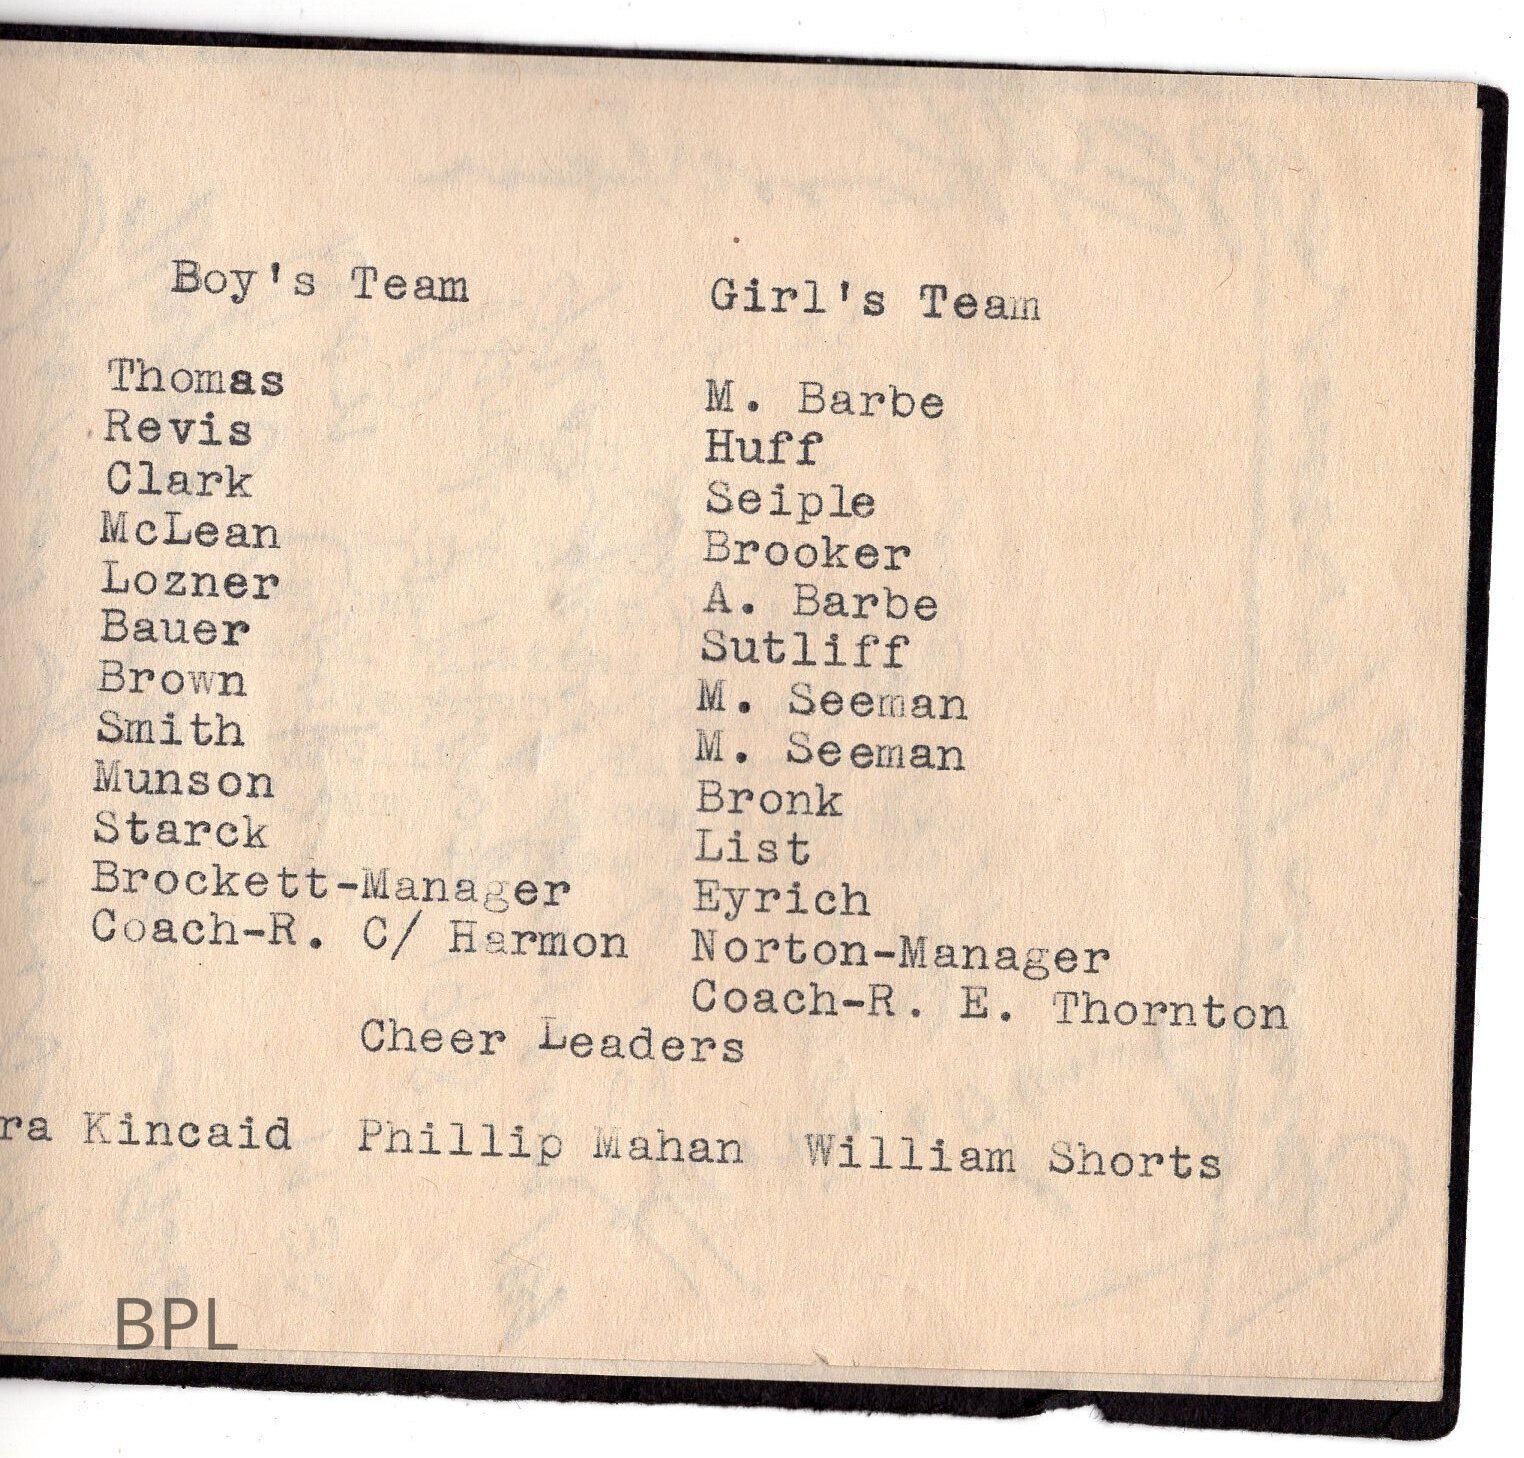 Boy's Team
Thomas
Revis
Clark
McLean
Lozner
Bauer
Brown
Smith
Munson
Starck
Brockett-Manager
Coach-R. C/ Harmon
Girl's Team
M. Barbe
Huff
Seiple
Brooker
A. Barbe
Sutliff
M. Seeman
M. Seeman
Bronk
List
Eyrich
Norton-Manager
Coach-R. E. Thornton
Cheer Leaders
Kincaid Phillip Mahan William Shorts
BPL